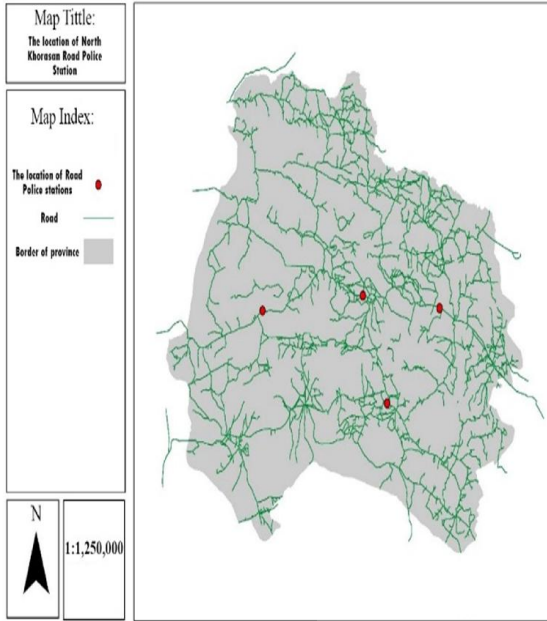 Map Tittle:
The location of North
Khorasan Road Police
Station
Map Index:
The location of Road
Police stations
Road
Border of province
N
1:1,250,000